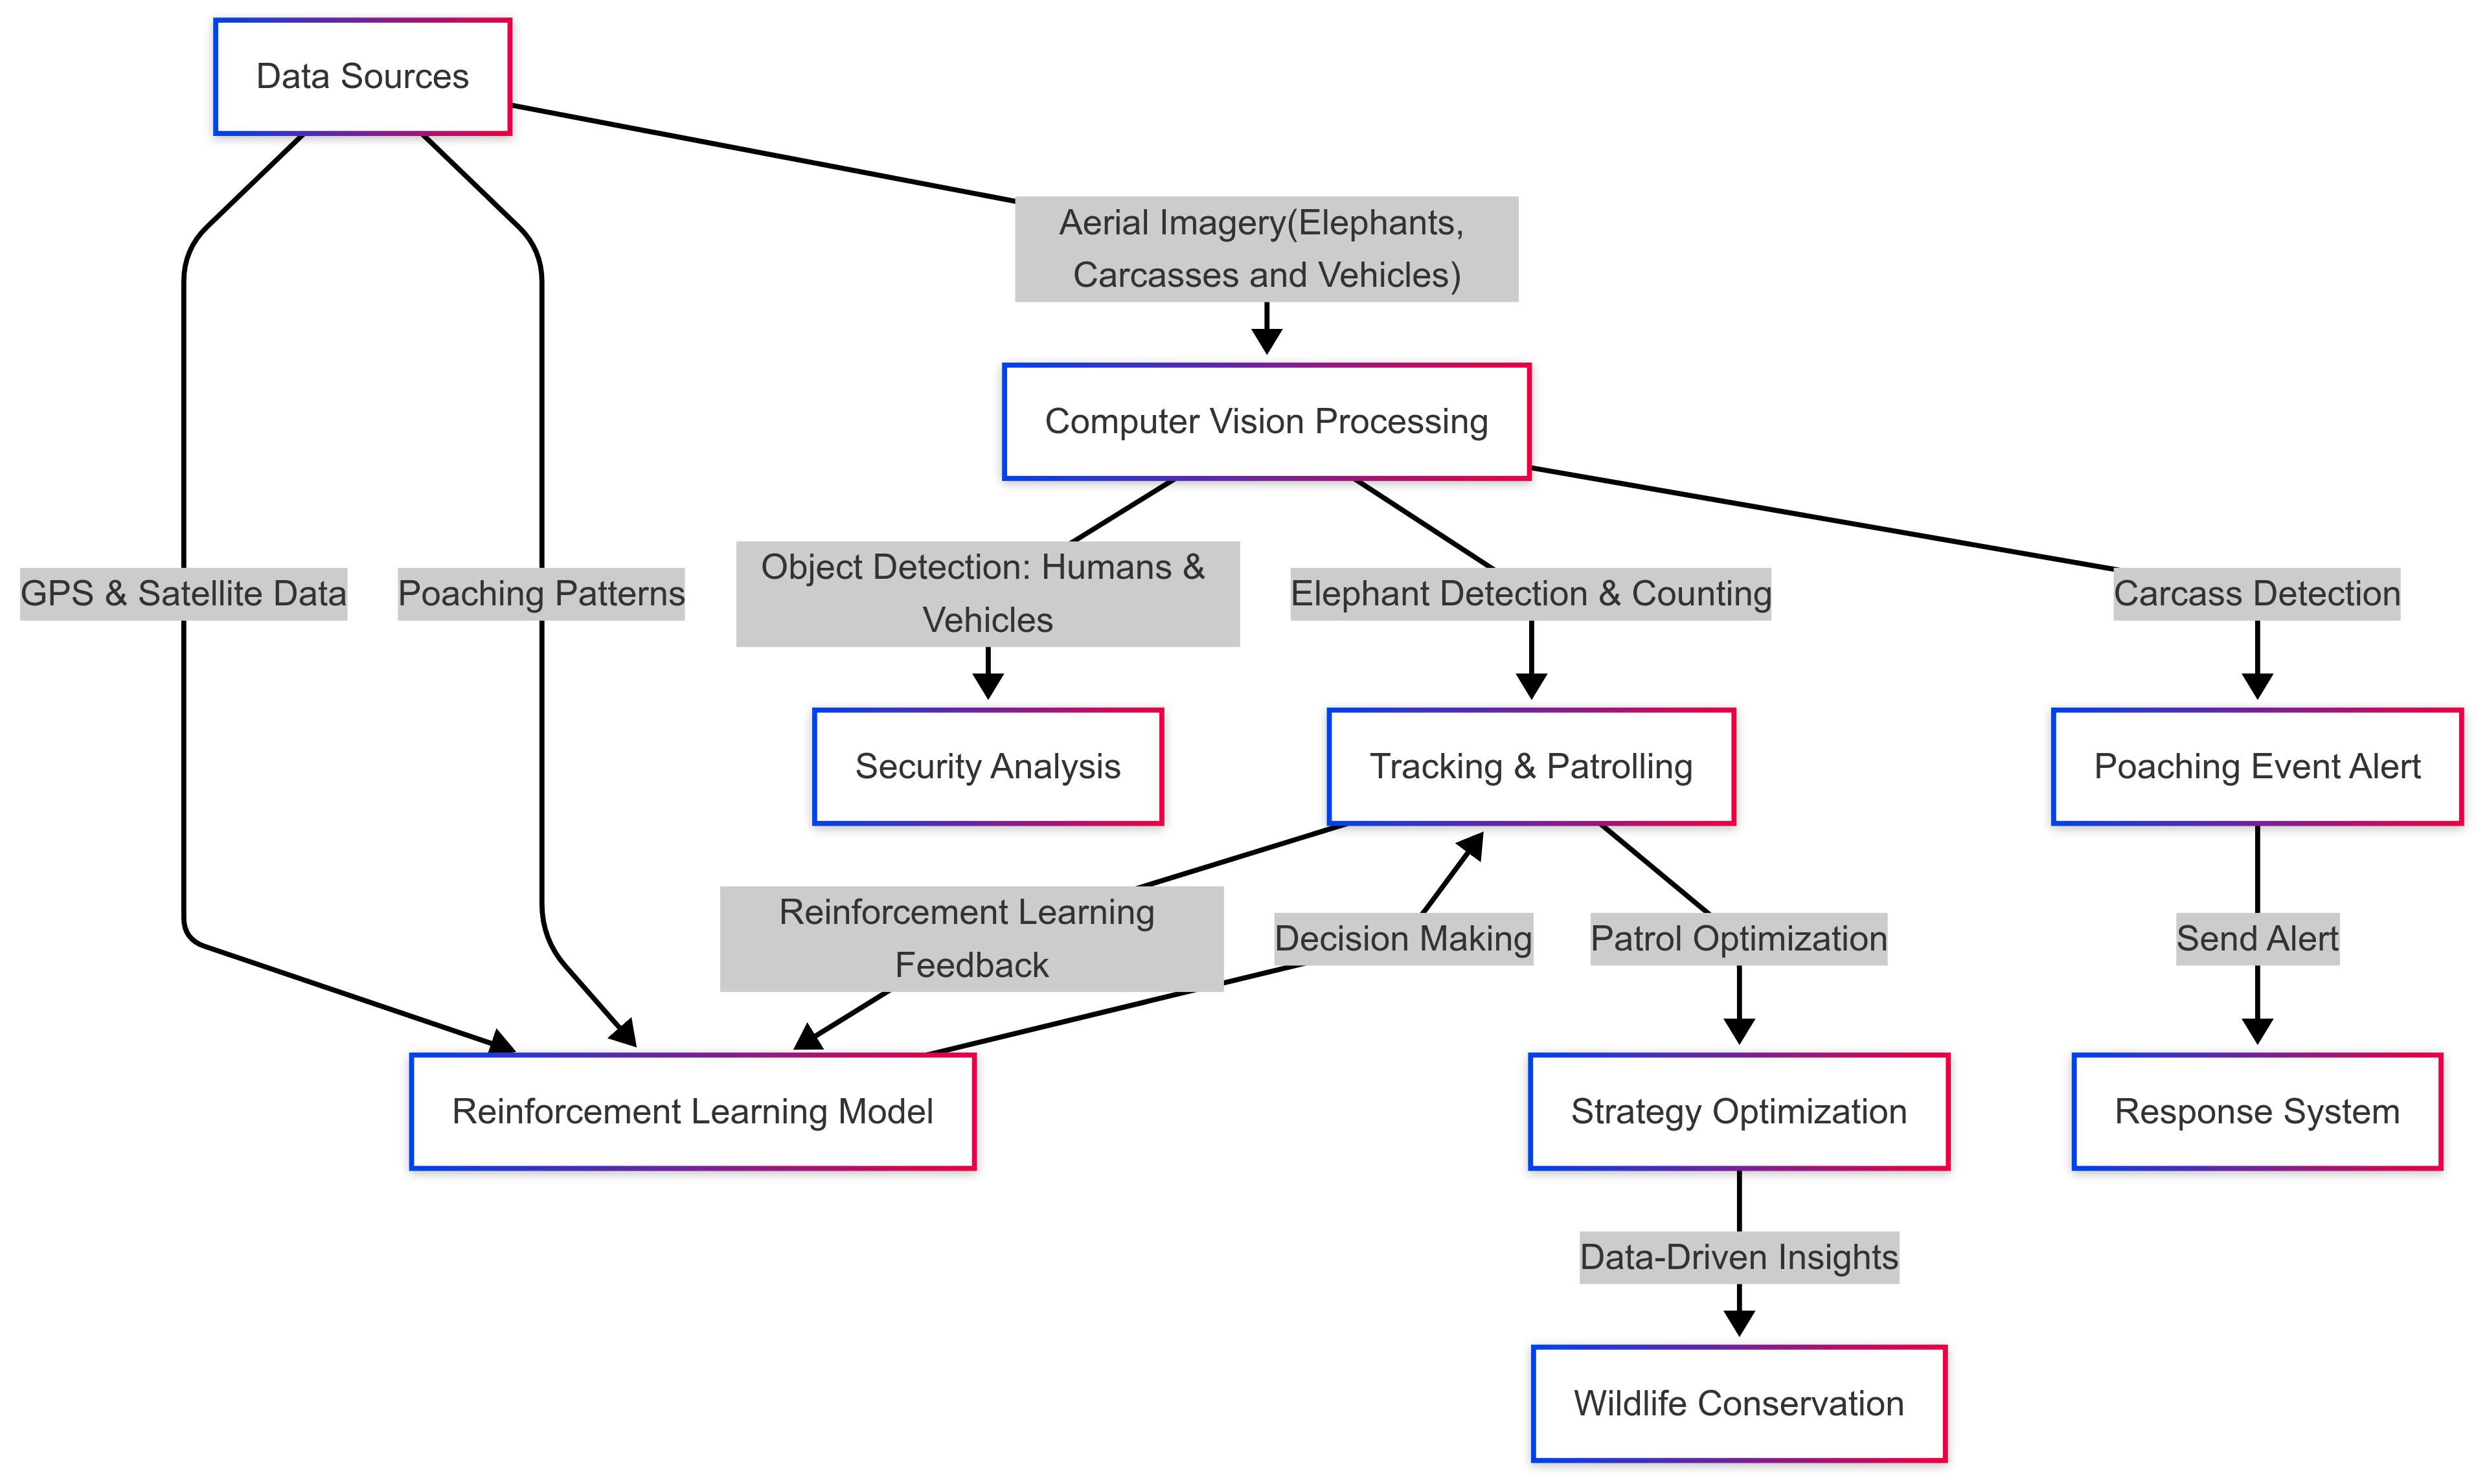 Data Sources
Aerial Imagery(Elephants,
Carcasses and Vehicles)
Computer Vision Processing
GPS & Satellite Data
Poaching Patterns
Object Detection: Humans &
Vehicles
Elephant Detection & Counting
Carcass Detection
Security Analysis
Tracking & Patrolling
Poaching Event Alert
Reinforcement Learning
Feedback
Decision Making
Patrol Optimization
Send Alert
Reinforcement Learning Model
Strategy Optimization
Response System
Data-Driven Insights
Wildlife Conservation